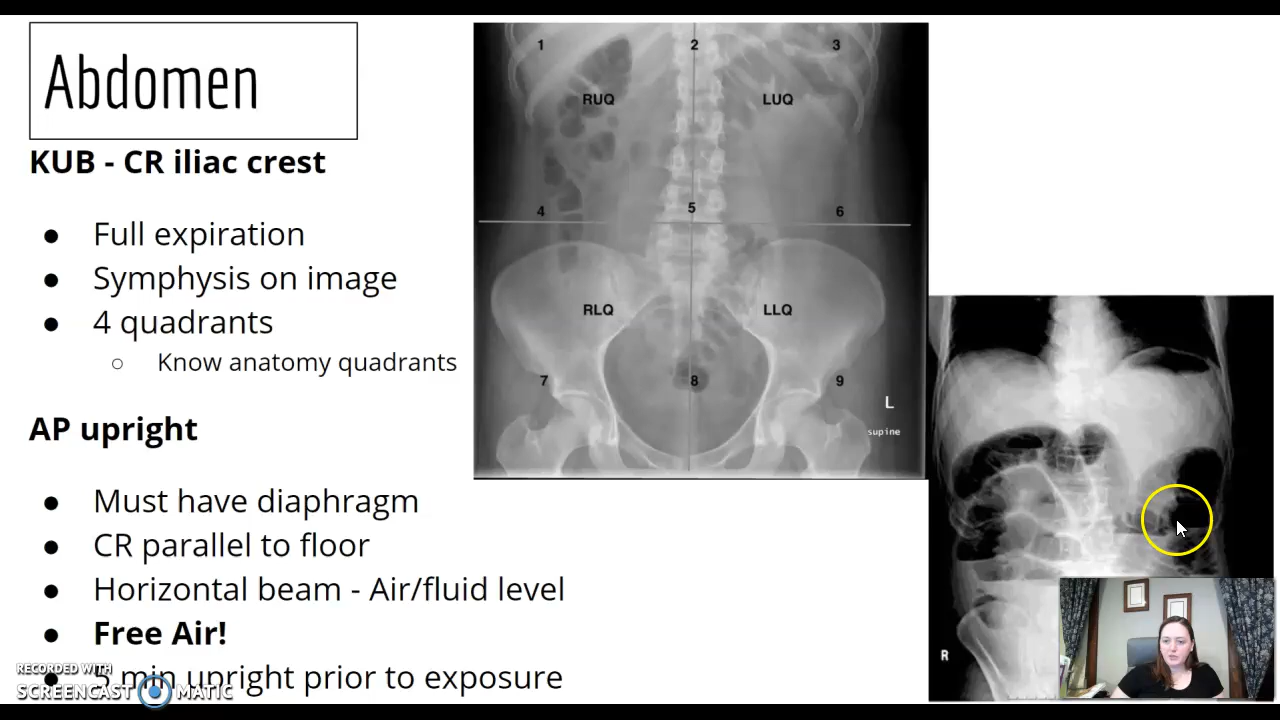 Abdomen
KUB - CR iliac crest
● Full expiration
● Symphysis on image
● 4 quadrants
○ Know anatomy quadrants
AP upright
● Must have diaphragm
● CR parallel to floor
● Horizontal beam - Air/fluid level
● Free Air!
● 5 min upright prior to exposure
RECORDED WITH
SCREENCAST MATIC
1 2 3
RUQ LUQ
4 5 6
RLQ LLQ
7 8 9
L
supine
R